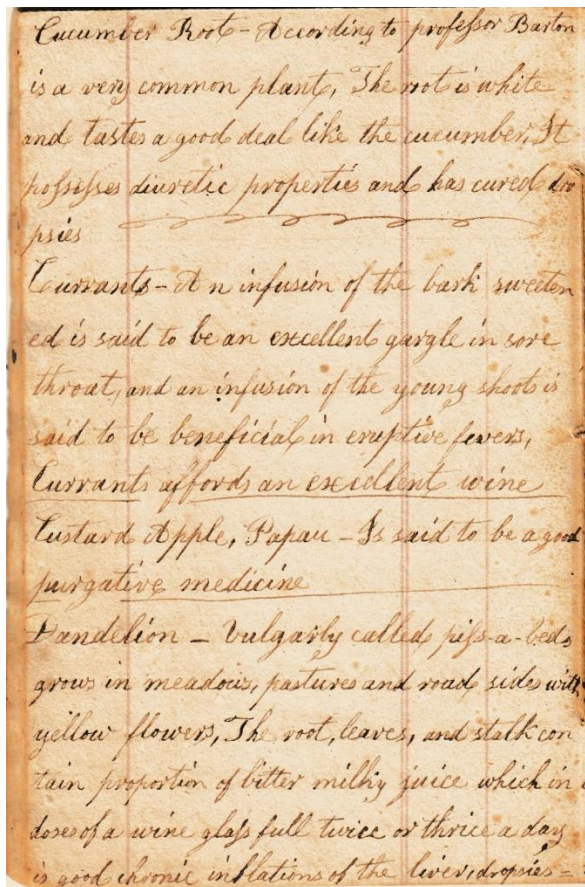 Cucumber Root - According to professor Barton
is a very common plant, The root is white
and tastes a good deal like the cucumber, It
possisses diuretic properties and has cured dro
psies
Currants - An infusion of the bark sweeten
ed is said to be an excellent gargle in sore
throat, and an infusion of the young shoots is
said to be beneficial in eruptive fevers,
Currants affords an excellent wine
Custard Apple, Papau - Is said to be a good
purgative medicine
Dandelion - Vulgarly called piss-a-beds
grows in meadows, pastures and road sides with
yellow flowers, The root, leaves, and stalk con
tain proportion of bitter milky juice which in
doses of a wine glass full twice or thrice a day
is good chronic inflations of the liver, dropsies =